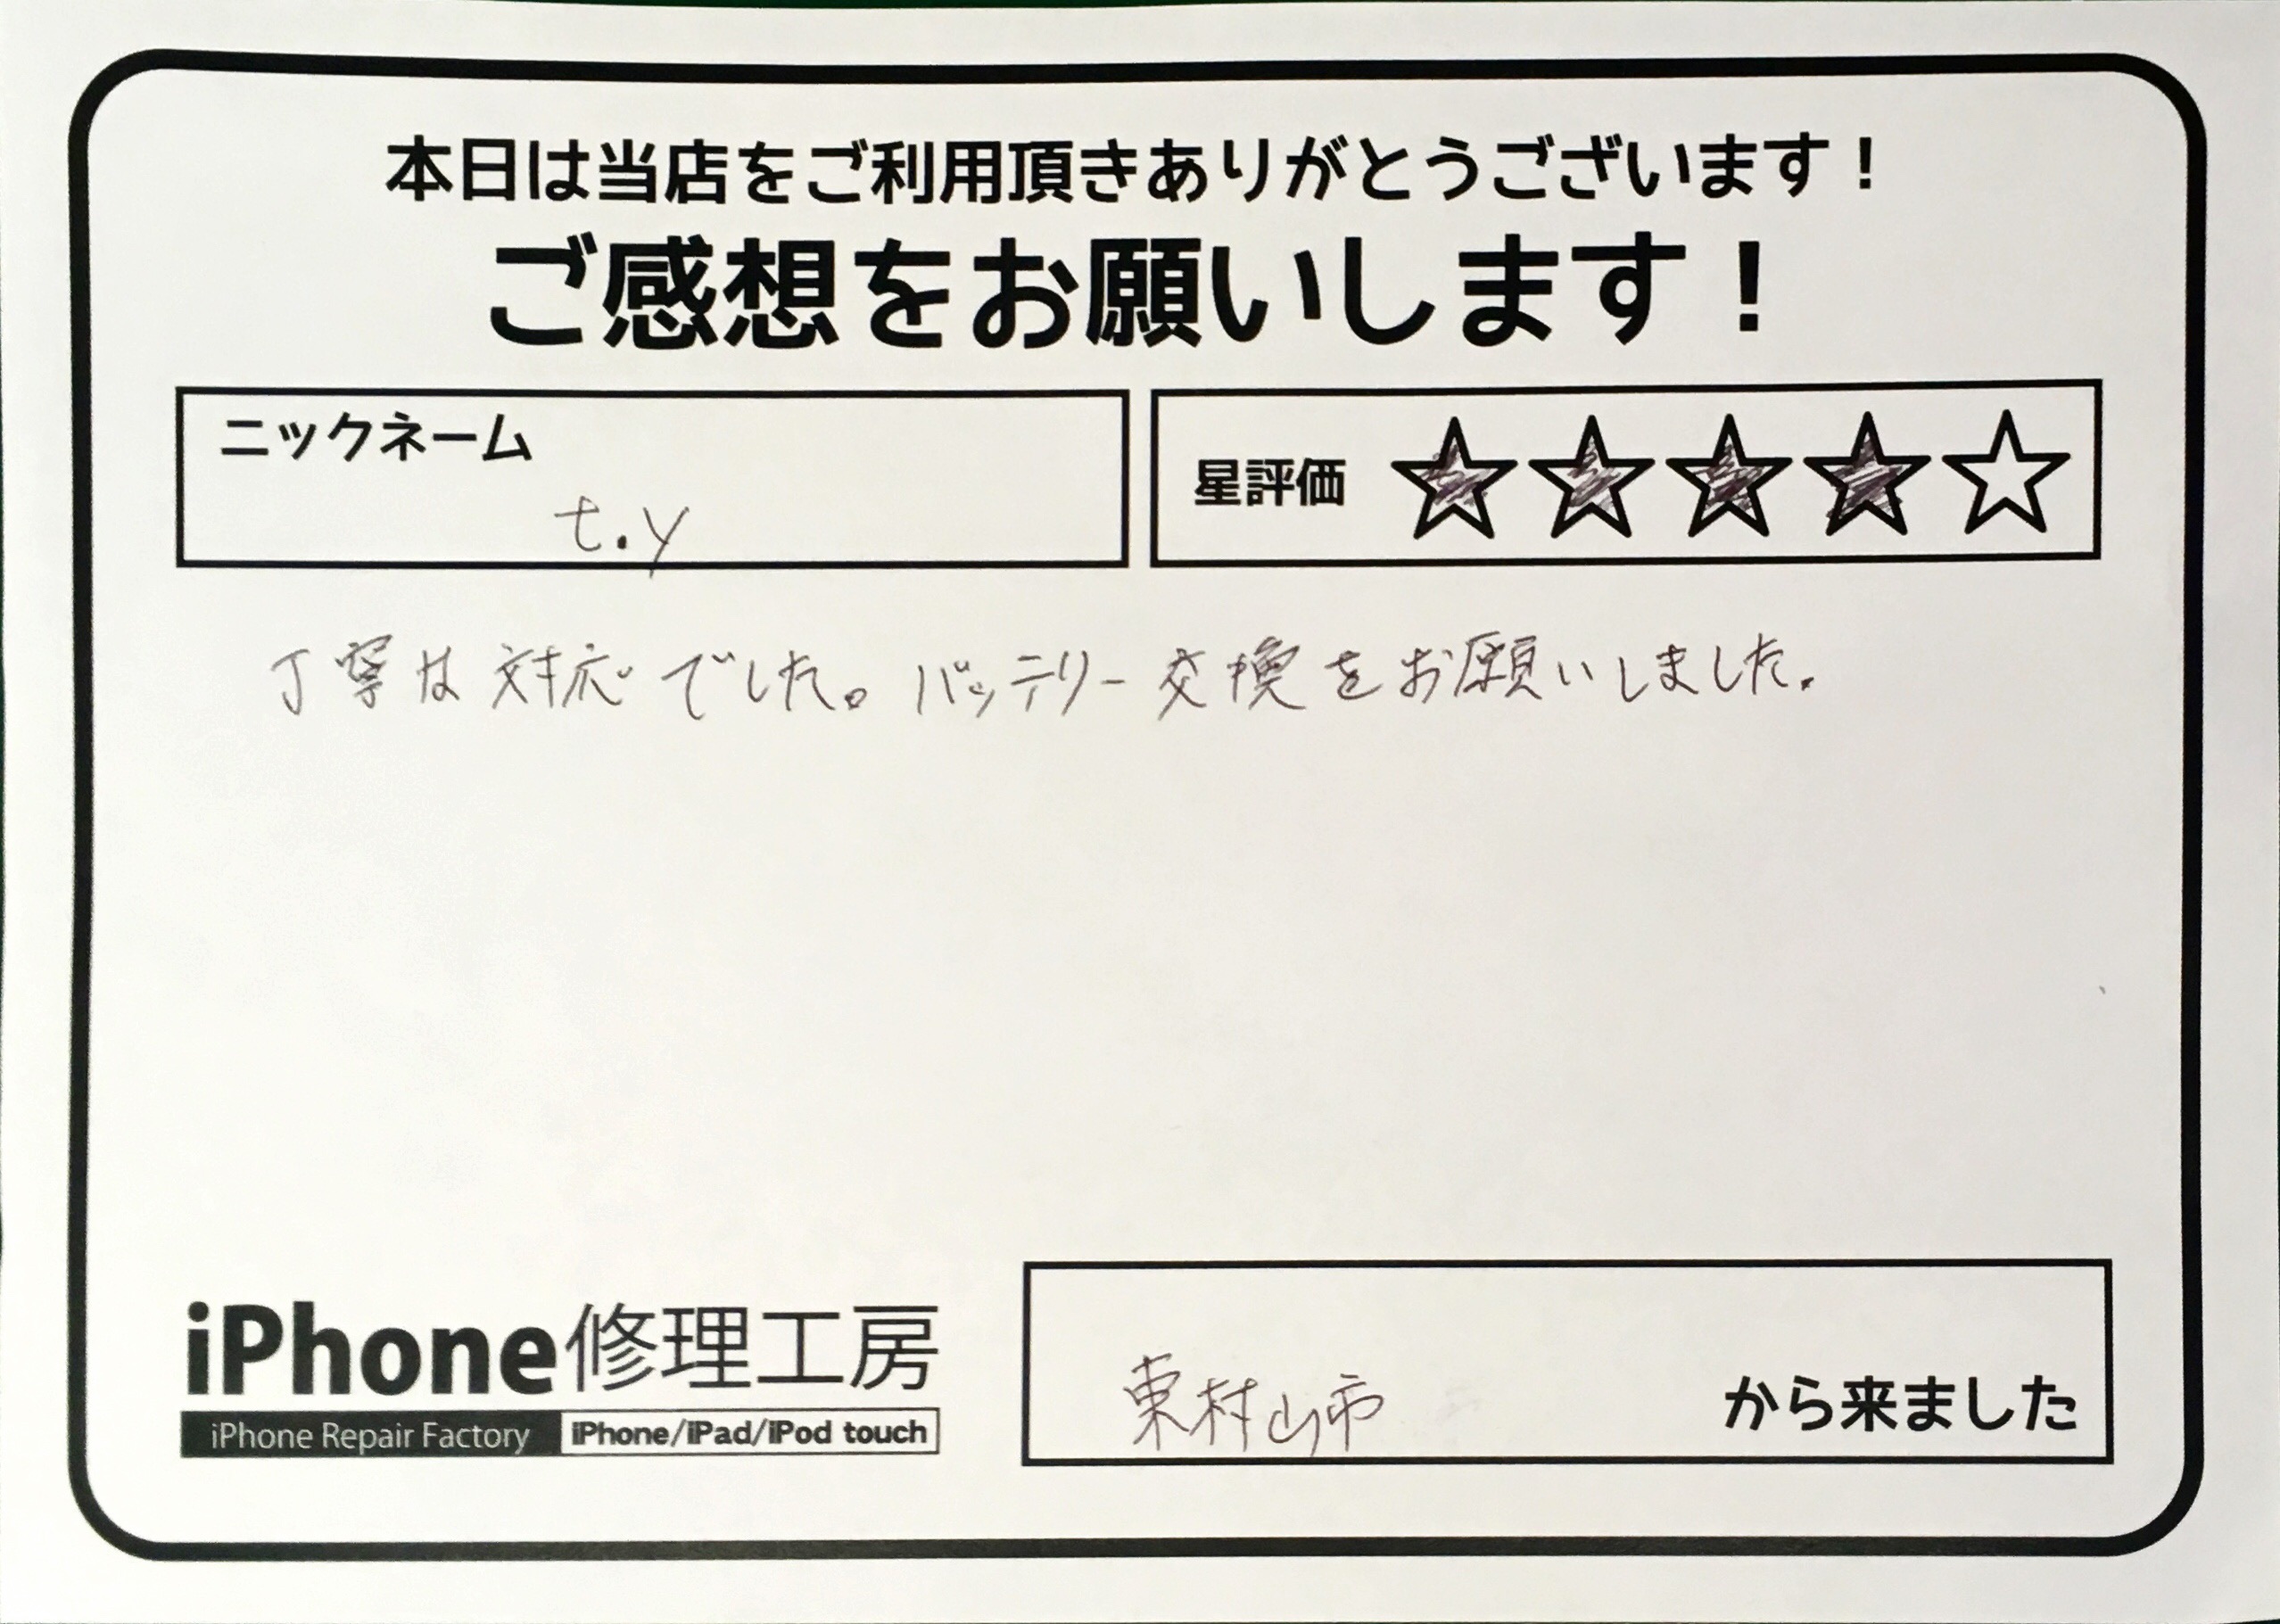 本日は当店をご利用頂きありがとうございます！
ご感想をお願いします！
ニックネーム
t.y
星評価 ★★★★☆
丁寧な対応でした。バッテリー交換をお願いしました。
iPhone修理工房
iPhone Repair Factory iPhone/iPad/iPod touch
東村山市 から来ました